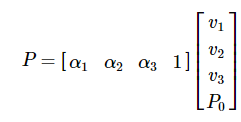 P = [ α₁ α₂ α₃ 1 ] [ v₁
v₂
v₃
P₀ ]